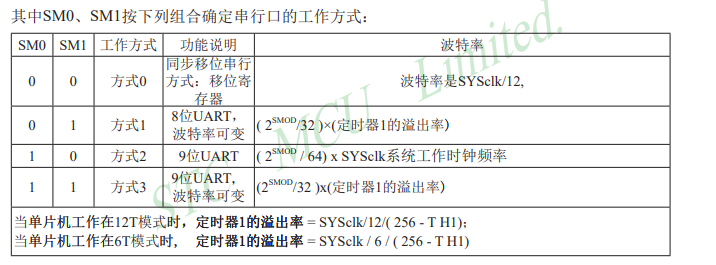 其中SM0、SM1按下列组合确定串行口的工作方式：
SM0 SM1 工作方式 功能说明 波特率
0 0 方式0 同步移位串行
方式：移位寄
存器 波特率是SYSclk/12,
0 1 方式1 8位UART，
波特率可变 ( 2^SMOD/32 )×(定时器1的溢出率)
1 0 方式2 9位UART ( 2^SMOD / 64) x SYSclk系统工作时钟频率
1 1 方式3 9位UART，
波特率可变 (2^SMOD/32 )x(定时器1的溢出率)
当单片机工作在12T模式时，定时器1的溢出率 = SYSclk/12/( 256 - T H1);
当单片机工作在6T模式时， 定时器1的溢出率 = SYSclk / 6 / ( 256 - T H1)
STC MCU Limited.